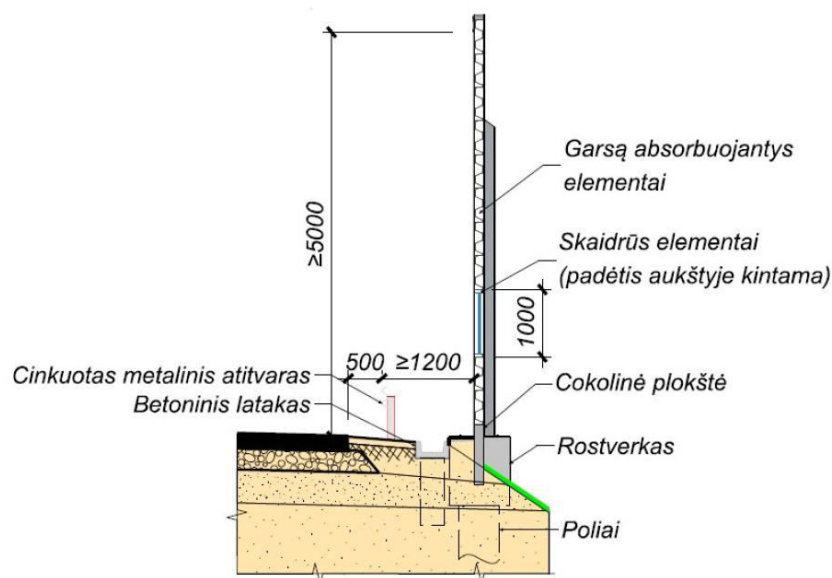 Garsą absorbuojantys
elementai
≥5000
Skaidrūs elementai
(padėtis aukštyje kintama)
1000
500
≥1200
Cinkuotas metalinis atitvaras
Cokolinė plokštė
Betoninis latakas
Rostverkas
Poliai